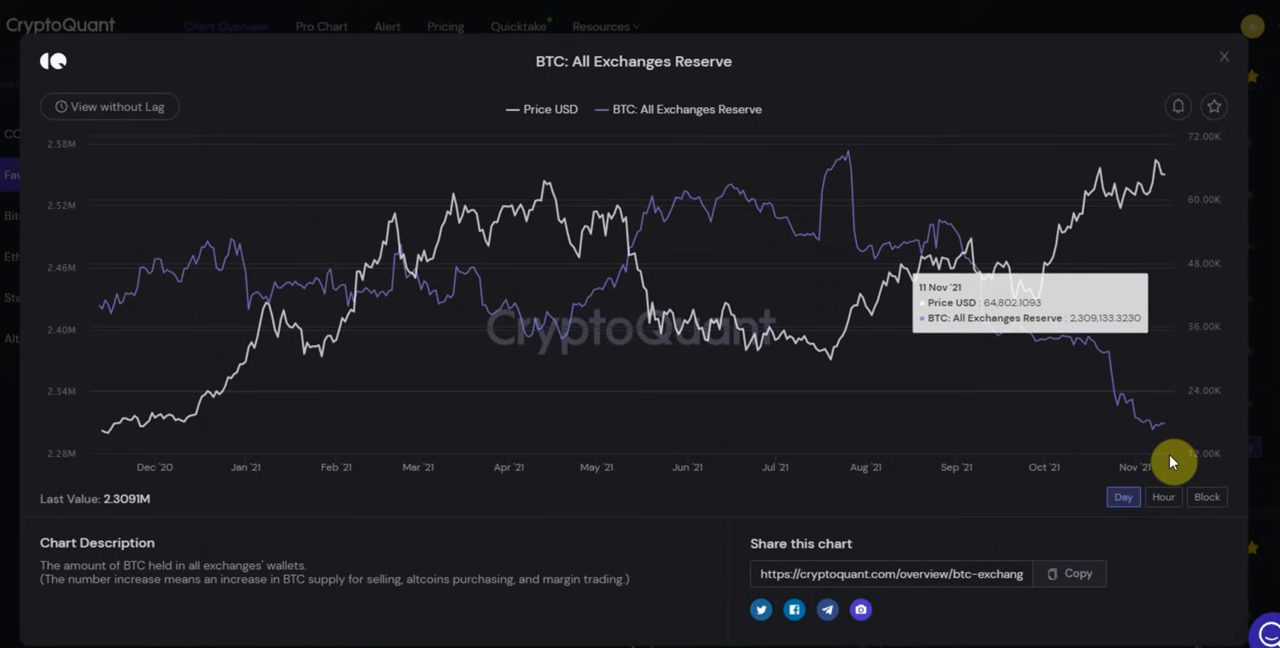 CryptoQuant
Chart Overview Pro Chart Alert Pricing Quicktake Resources
BTC: All Exchanges Reserve
View without Lag
Price USD BTC: All Exchanges Reserve
2.58M
2.52M
2.46M
2.40M
2.34M
2.28M
72.00K
60.00K
48.00K
36.00K
24.00K
12.00K
CryptoQuant
11 Nov '21
Price USD : 64,802.1093
BTC: All Exchanges Reserve : 2,309,133.3230
Dec '20 Jan '21 Feb '21 Mar '21 Apr '21 May '21 Jun '21 Jul '21 Aug '21 Sep '21 Oct '21 Nov '21
Last Value: 2.3091M
Day Hour Block
Chart Description
The amount of BTC held in all exchanges' wallets.
(The number increase means an increase in BTC supply for selling, altcoins purchasing, and margin trading.)
Share this chart
https://cryptoquant.com/overview/btc-exchang Copy